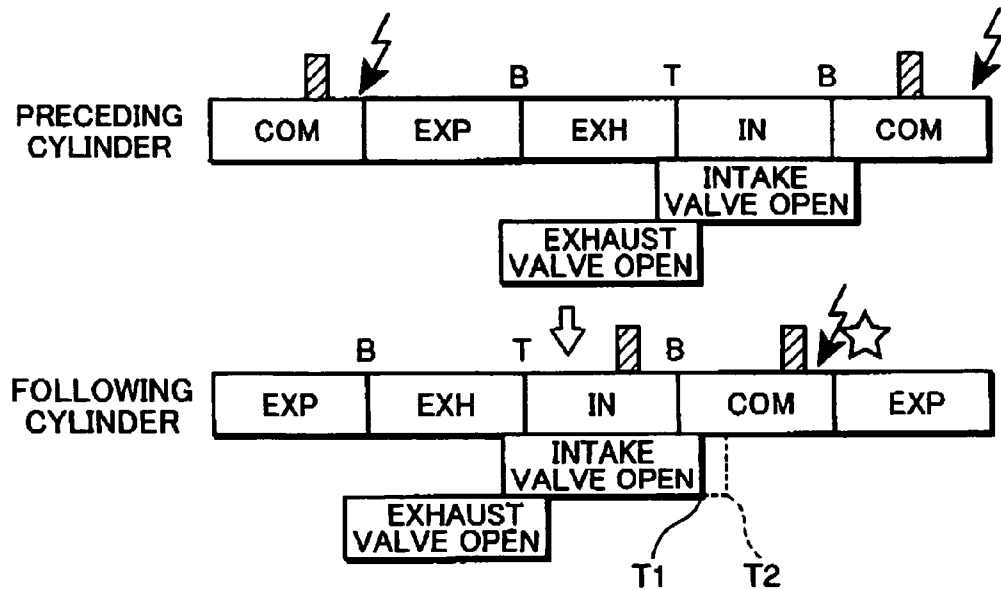 B T B
PRECEDING
CYLINDER
COM EXP EXH IN COM
INTAKE
VALVE OPEN
EXHAUST
VALVE OPEN
B T B
FOLLOWING
CYLINDER
EXP EXH IN COM EXP
INTAKE
VALVE OPEN
EXHAUST
VALVE OPEN
T1 T2